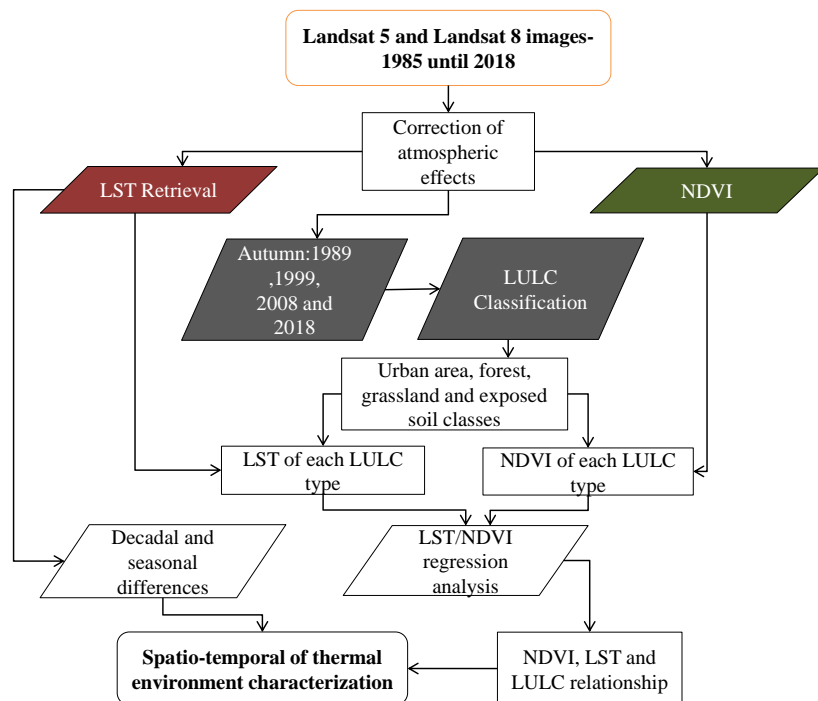 Landsat 5 and Landsat 8 images-
1985 until 2018
Correction of
atmospheric
effects
LST Retrieval
NDVI
Autumn:1989
,1999,
2008 and
2018
LULC
Classification
Urban area, forest,
grassland and exposed
soil classes
LST of each LULC
type
NDVI of each LULC
type
Decadal and
seasonal
differences
LST/NDVI
regression
analysis
Spatio-temporal of thermal
environment characterization
NDVI, LST and
LULC relationship